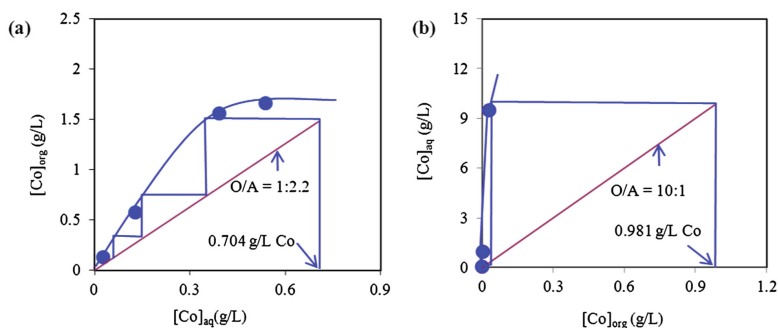 (a)
2.5
2
1.5
1
0.5
0
[Co]org (g/L)
O/A = 1:2.2
0.704 g/L Co
0
0.3
0.6
0.9
[Co]aq(g/L)
(b)
15
12
9
6
3
0
[Co]aq (g/L)
O/A = 10:1
0.981 g/L Co
0.0
0.3
0.6
0.9
1.2
[Co]org (g/L)